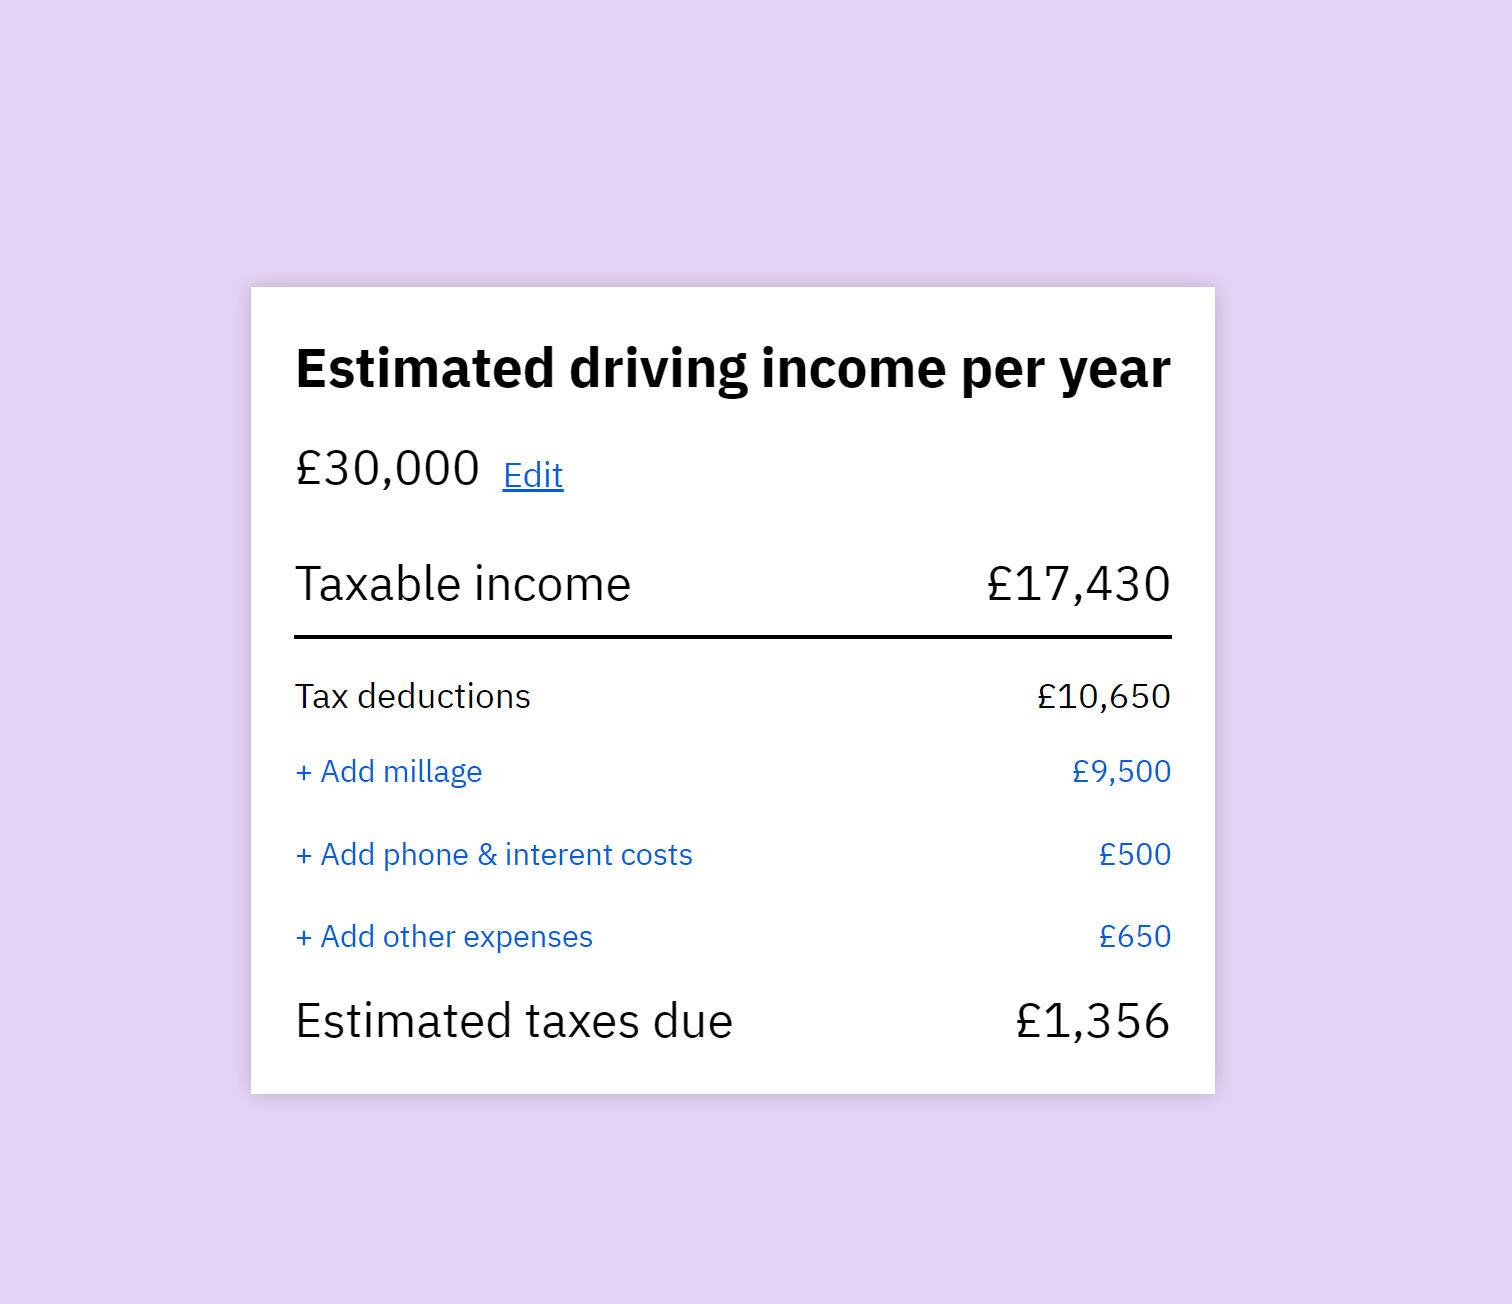 Estimated driving income per year
£30,000 Edit
Taxable income £17,430
Tax deductions £10,650
+ Add millage £9,500
+ Add phone & interent costs £500
+ Add other expenses £650
Estimated taxes due £1,356